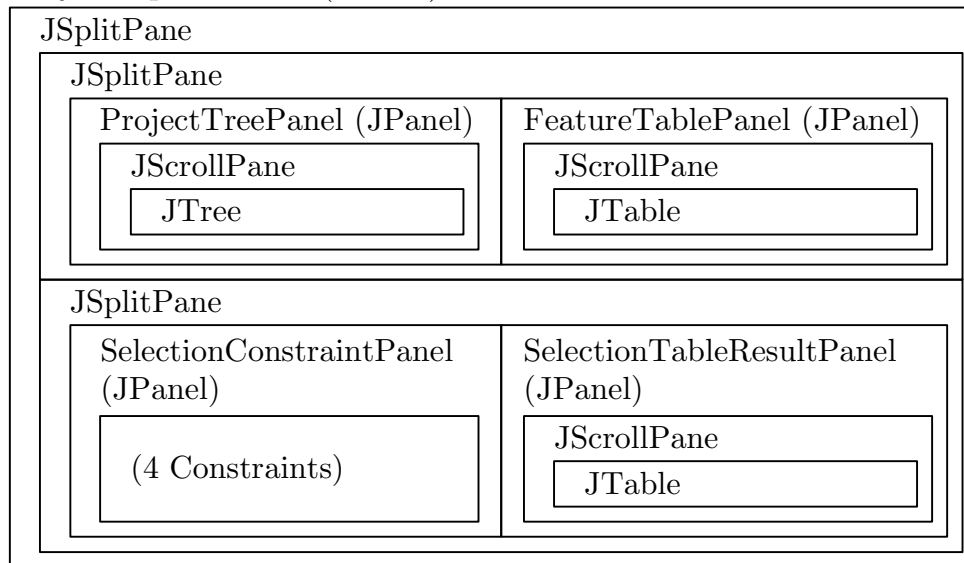 JSplitPane
JSplitPane
ProjectTreePanel (JPanel)
FeatureTablePanel (JPanel)
JScrollPane
JScrollPane
JTree
JTable
JSplitPane
SelectionConstraintPanel
(JPanel)
SelectionTableResultPanel
(JPanel)
(4 Constraints)
JScrollPane
JTable